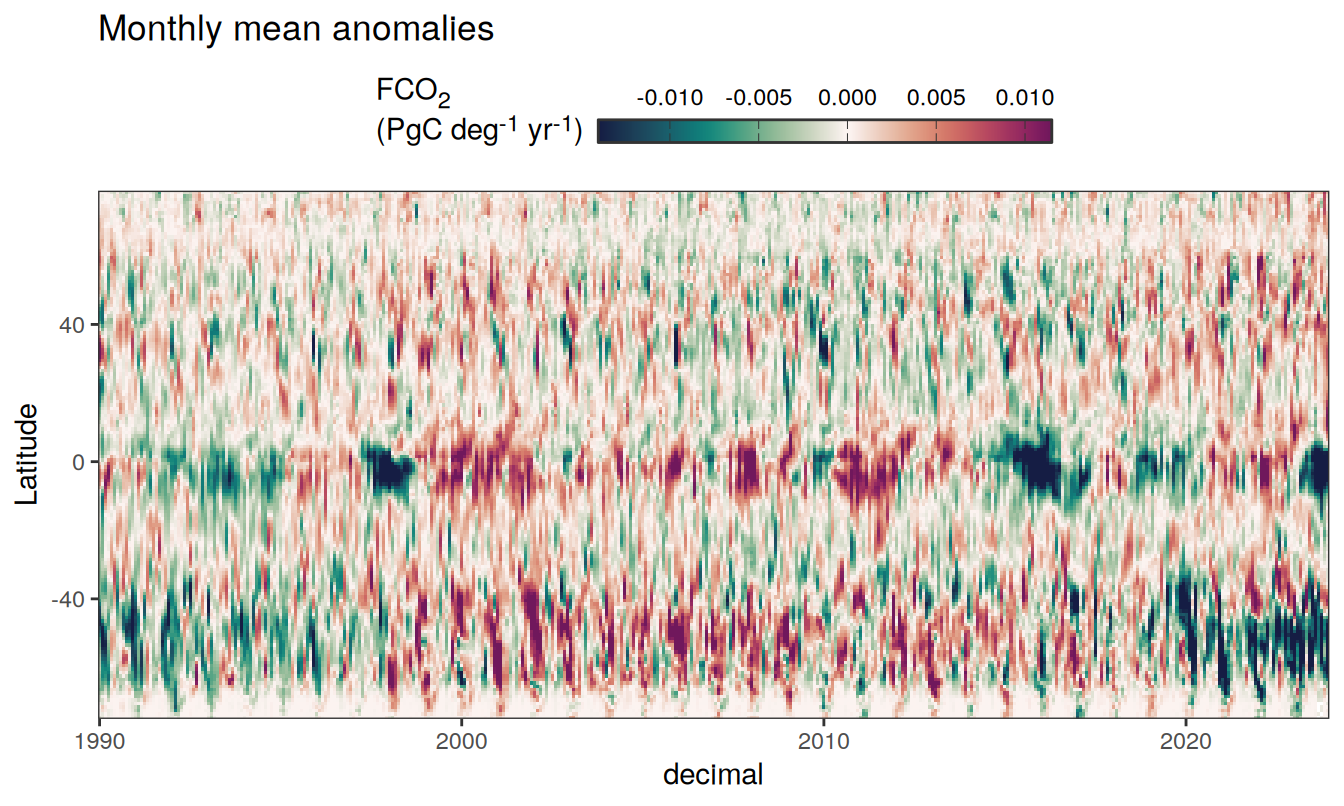 Monthly mean anomalies
FCO₂
(PgC deg⁻¹ yr⁻¹)
-0.010 -0.005 0.000 0.005 0.010
Latitude
40
0
-40
1990 2000 2010 2020
decimal